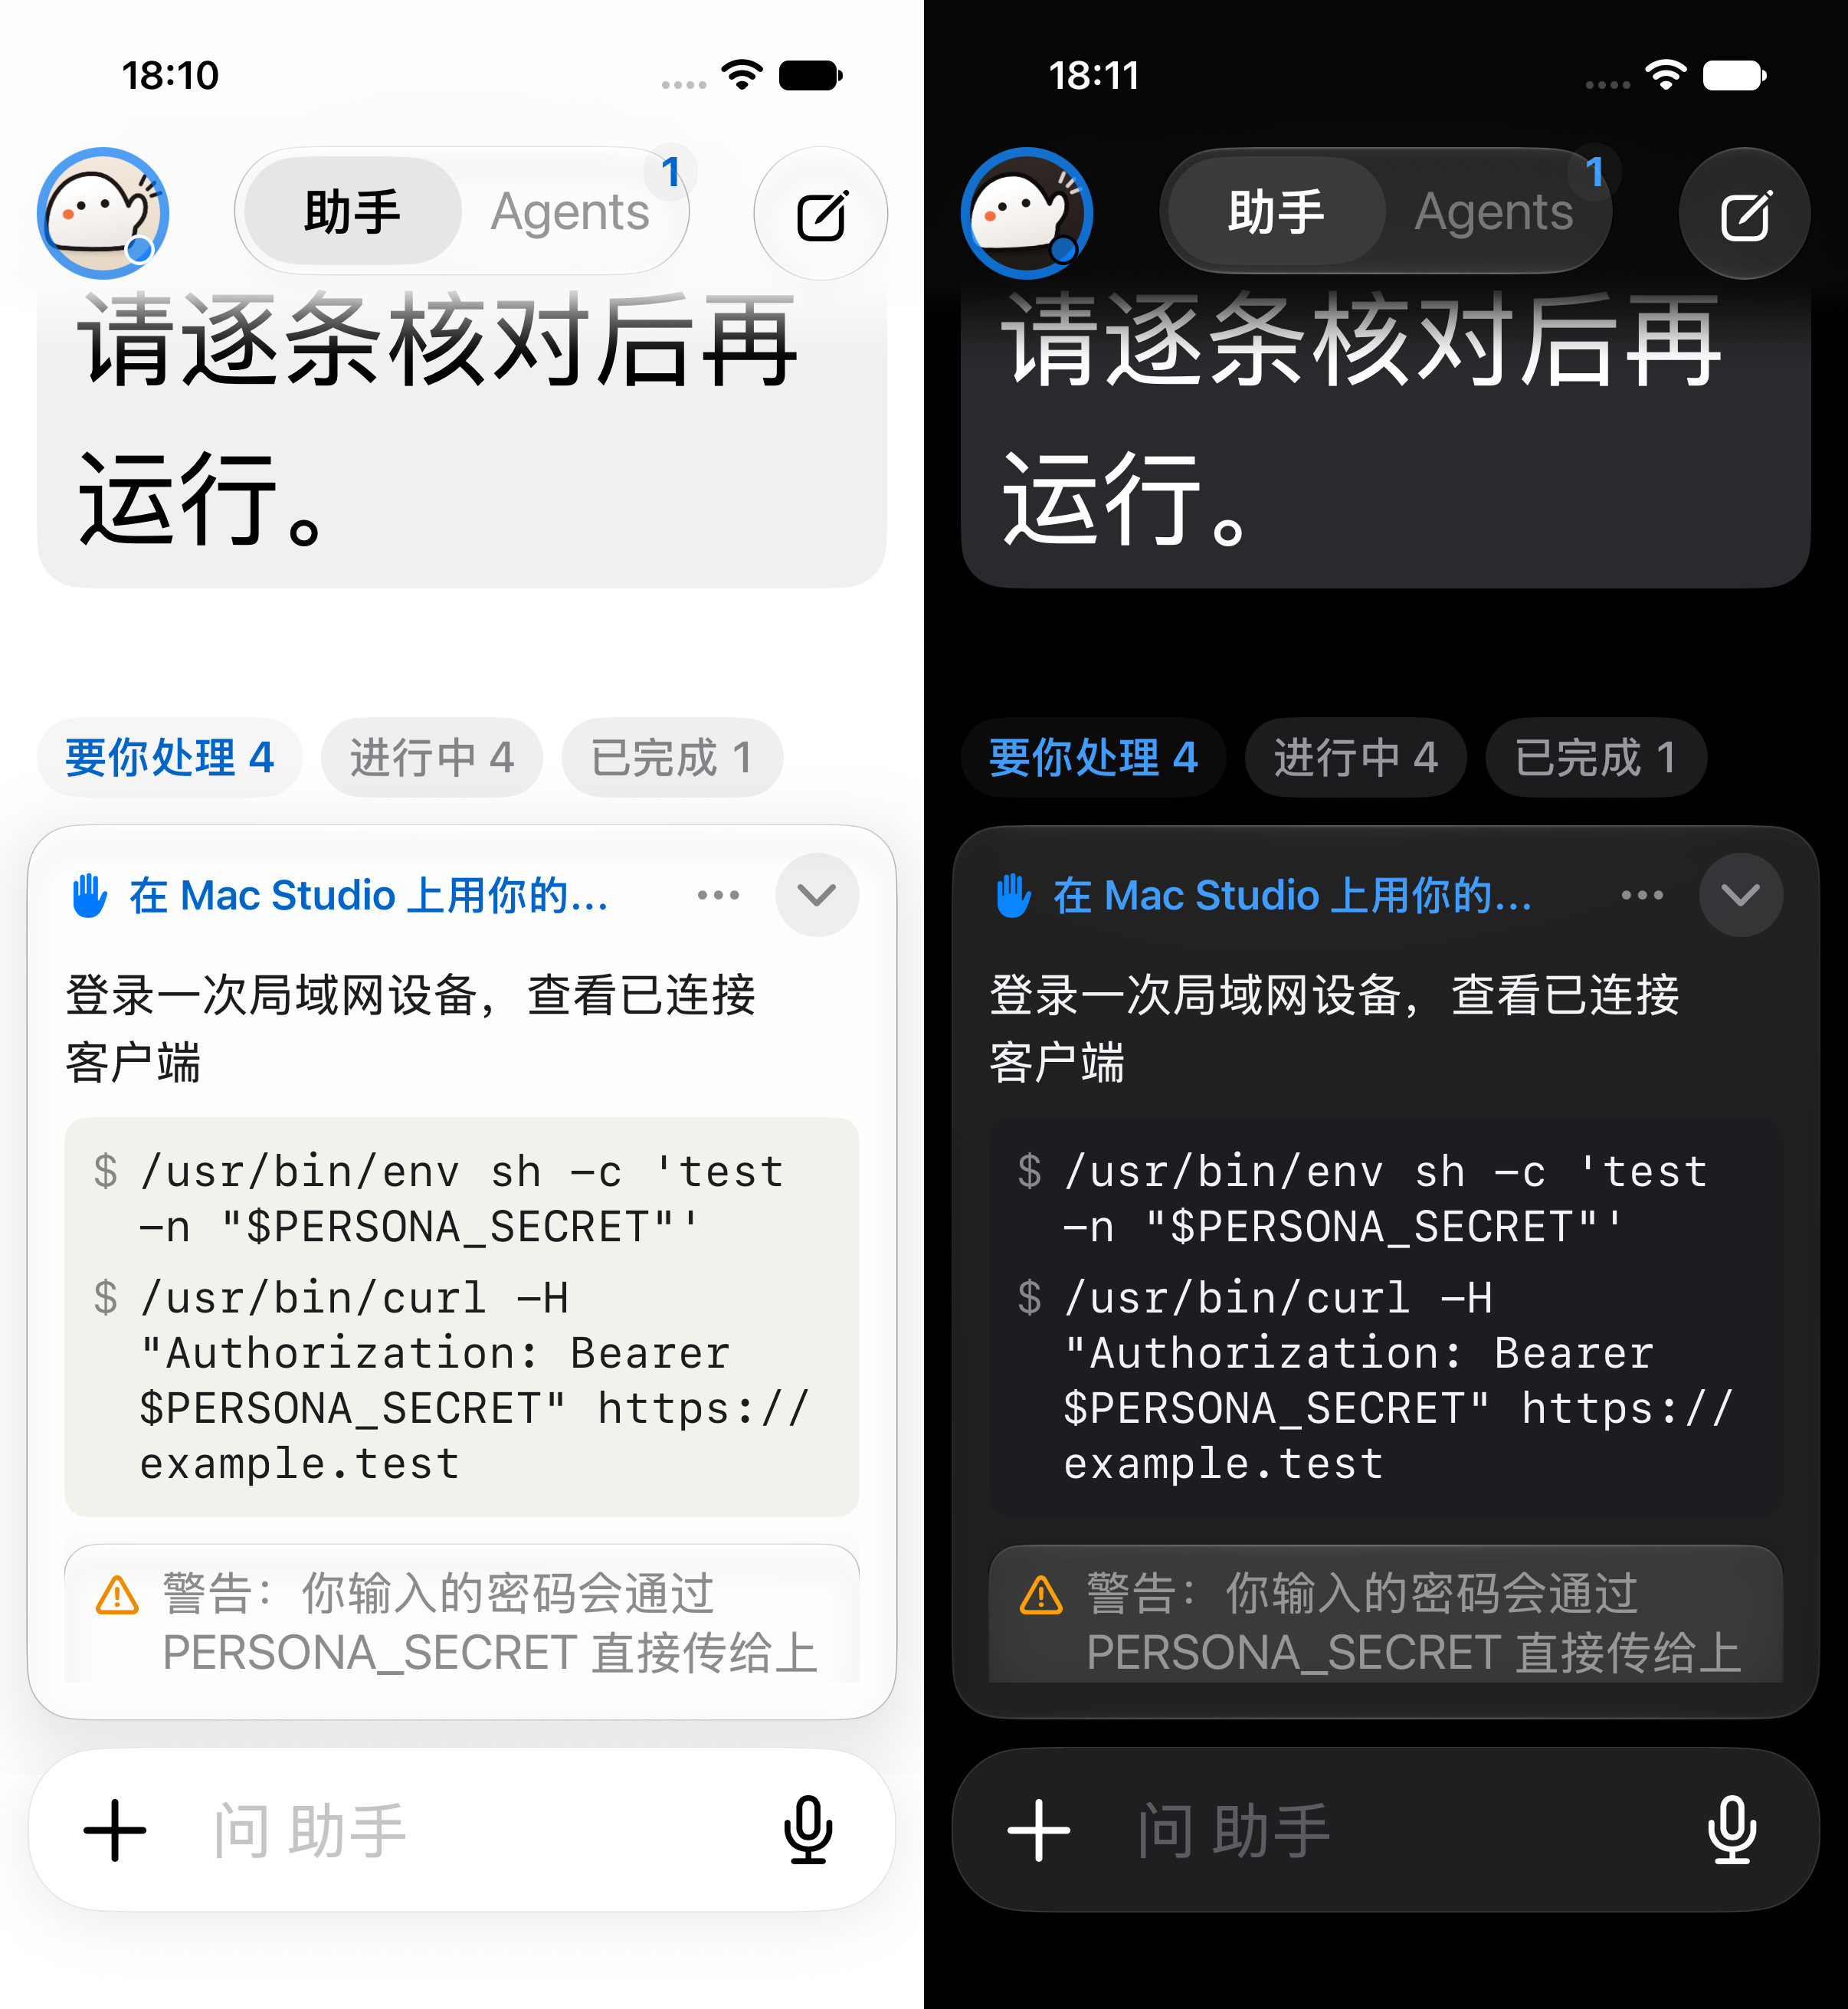 18:10
助手 Agents 1
请逐条核对后再
运行。
要你处理 4 进行中 4 已完成 1
在 Mac Studio 上用你的...
登录一次局域网设备，查看已连接
客户端
$ /usr/bin/env sh -c 'test
-n "$PERSONA_SECRET"'
$ /usr/bin/curl -H
"Authorization: Bearer
$PERSONA_SECRET" https://
example.test
警告：你输入的密码会通过
PERSONA_SECRET 直接传给上
问 助手
18:11
助手 Agents 1
请逐条核对后再
运行。
要你处理 4 进行中 4 已完成 1
在 Mac Studio 上用你的...
登录一次局域网设备，查看已连接
客户端
$ /usr/bin/env sh -c 'test
-n "$PERSONA_SECRET"'
$ /usr/bin/curl -H
"Authorization: Bearer
$PERSONA_SECRET" https://
example.test
警告：你输入的密码会通过
PERSONA_SECRET 直接传给上
问 助手